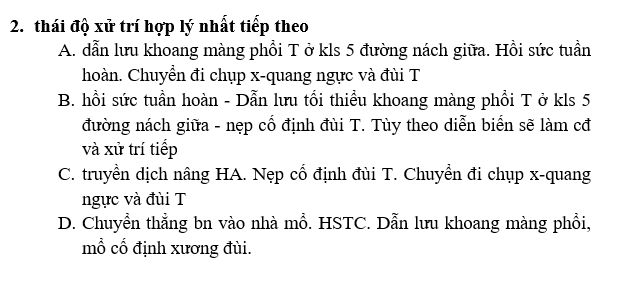 2. thái độ xử trí hợp lý nhất tiếp theo
A. dẫn lưu khoang màng phổi T ở kls 5 đường nách giữa. Hồi sức tuần
hoàn. Chuyển đi chụp x-quang ngực và đùi T
B. hồi sức tuần hoàn - Dẫn lưu tối thiểu khoang màng phổi T ở kls 5
đường nách giữa - nẹp cố định đùi T. Tùy theo diễn biến sẽ làm cđ
và xử trí tiếp
C. truyền dịch nâng HA. Nẹp cố định đùi T. Chuyển đi chụp x-quang
ngực và đùi T
D. Chuyển thẳng bn vào nhà mổ. HSTC. Dẫn lưu khoang màng phổi,
mổ cố định xương đùi.